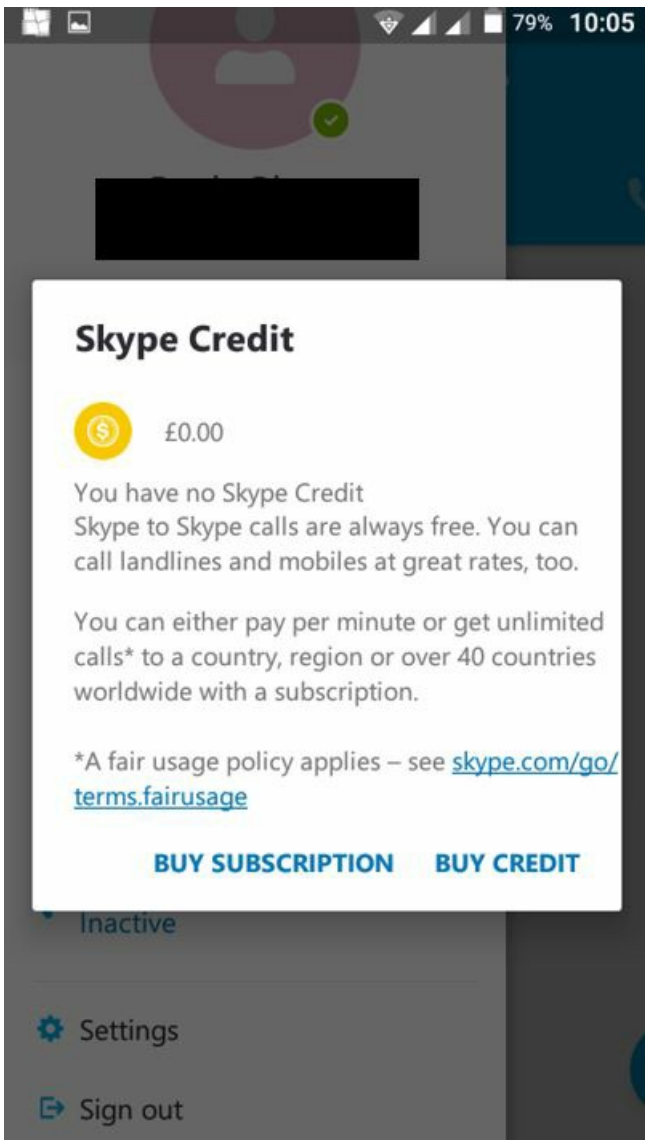 79% 10:05
Skype Credit
£0.00
You have no Skype Credit
Skype to Skype calls are always free. You can
call landlines and mobiles at great rates, too.
You can either pay per minute or get unlimited
calls* to a country, region or over 40 countries
worldwide with a subscription.
*A fair usage policy applies – see skype.com/go/
terms.fairusage
BUY SUBSCRIPTION BUY CREDIT
Inactive
Settings
Sign out